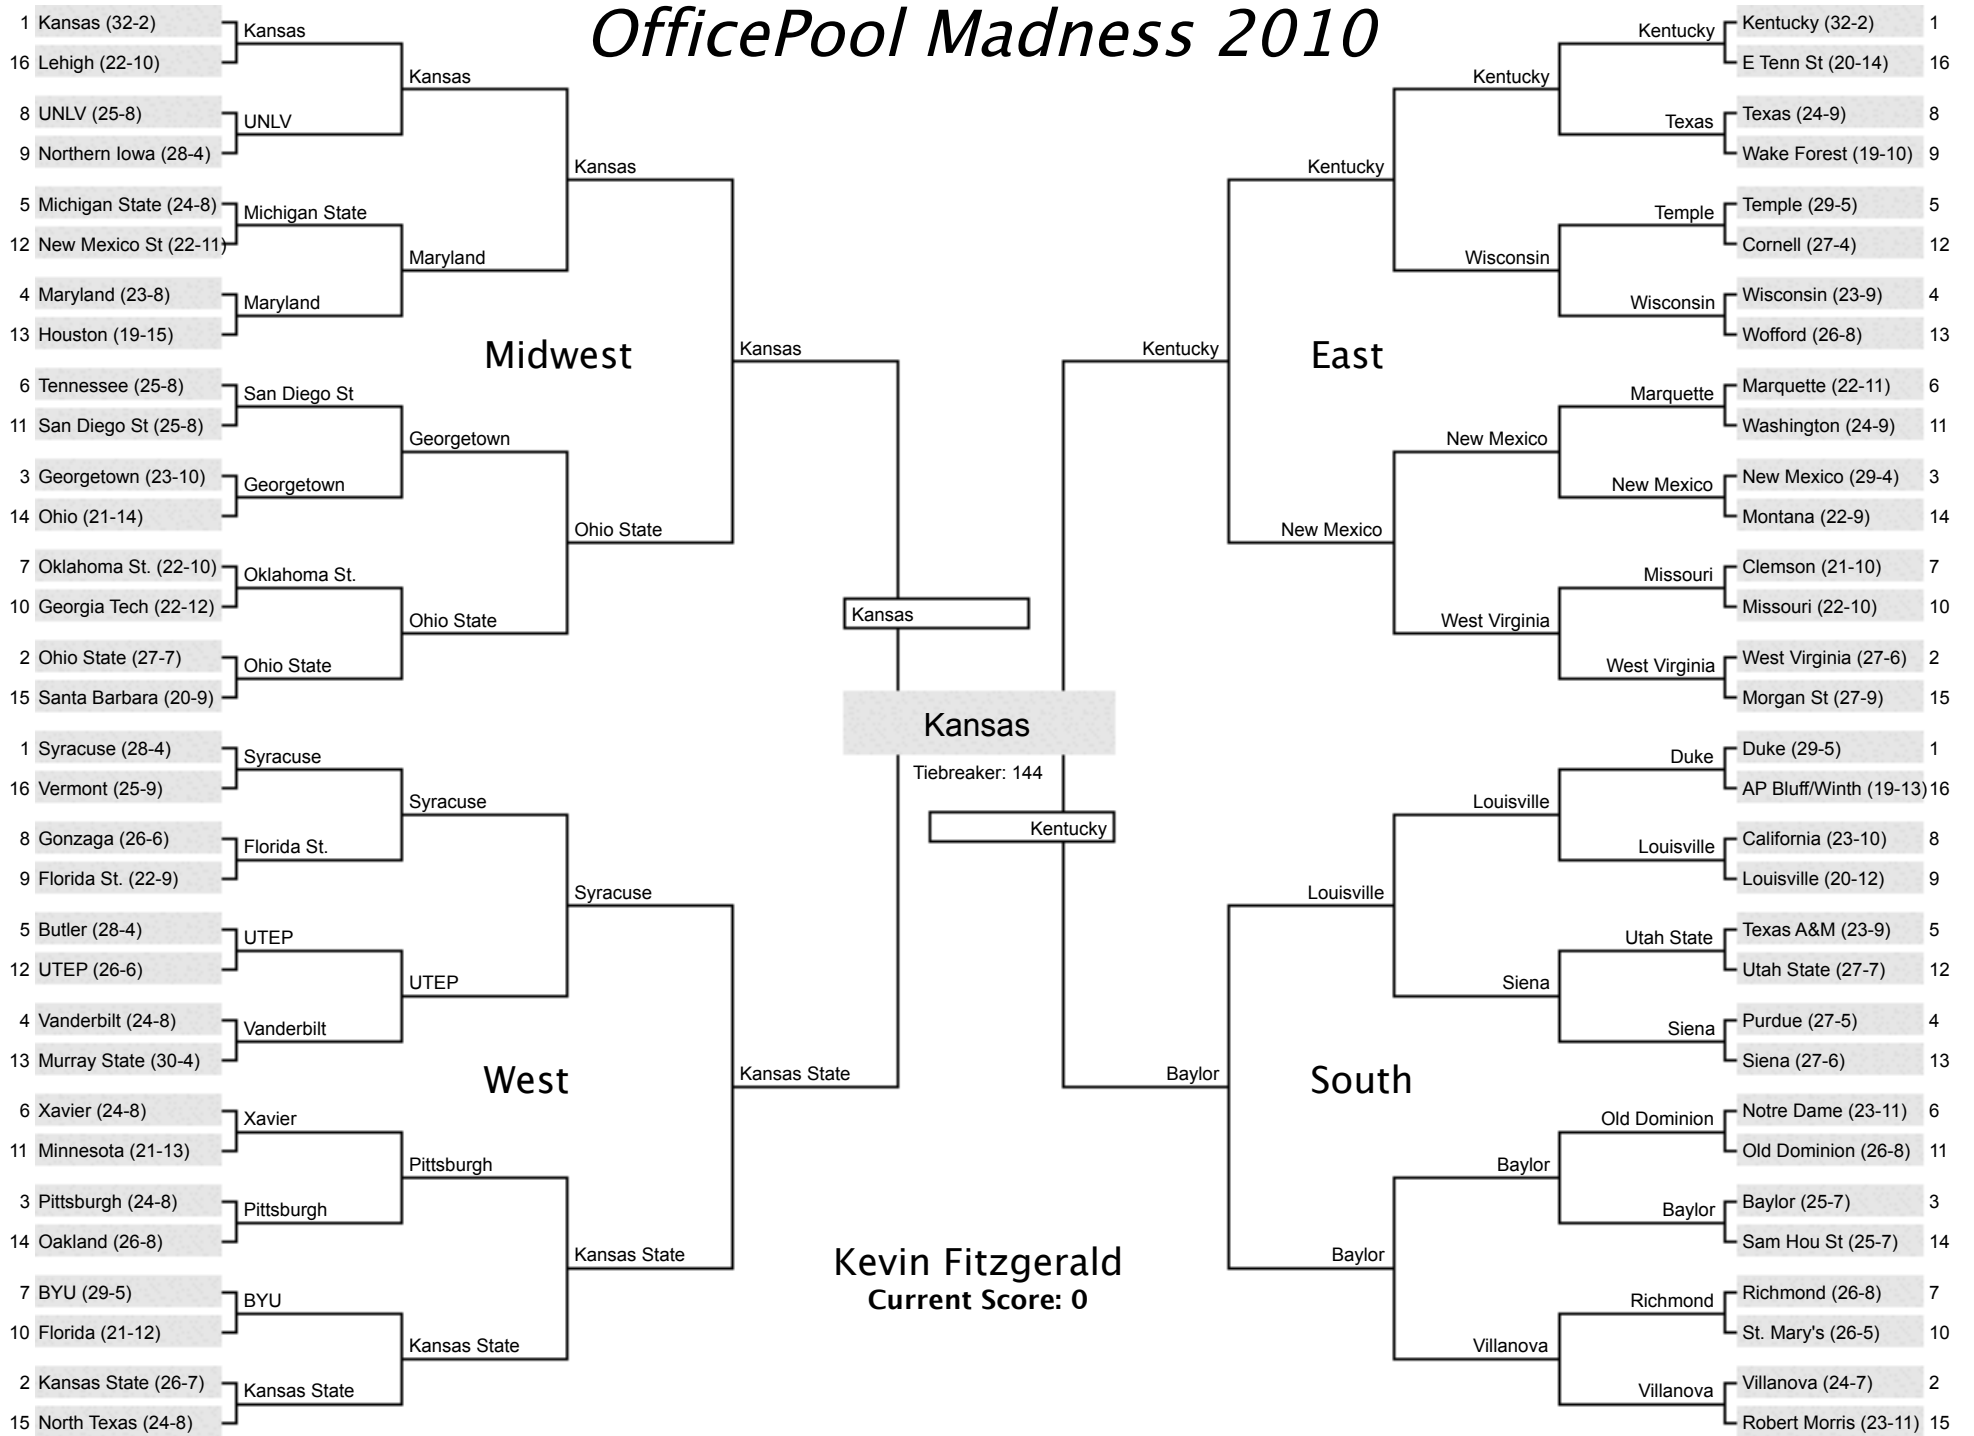 OfficePool Madness 2010
1 Kansas (32-2)
16 Lehigh (22-10)
8 UNLV (25-8)
9 Northern Iowa (28-4)
5 Michigan State (24-8)
12 New Mexico St (22-11)
4 Maryland (23-8)
13 Houston (19-15)
6 Tennessee (25-8)
11 San Diego St (25-8)
3 Georgetown (23-10)
14 Ohio (21-14)
7 Oklahoma St. (22-10)
10 Georgia Tech (22-12)
2 Ohio State (27-7)
15 Santa Barbara (20-9)
Kansas
UNLV
Michigan State
Maryland
San Diego St
Georgetown
Oklahoma St.
Ohio State
Kansas
Maryland
Georgetown
Ohio State
Kansas
Ohio State
Kansas
Midwest
1 Syracuse (28-4)
16 Vermont (25-9)
8 Gonzaga (26-6)
9 Florida St. (22-9)
5 Butler (28-4)
12 UTEP (26-6)
4 Vanderbilt (24-8)
13 Murray State (30-4)
6 Xavier (24-8)
11 Minnesota (21-13)
3 Pittsburgh (24-8)
14 Oakland (26-8)
7 BYU (29-5)
10 Florida (21-12)
2 Kansas State (26-7)
15 North Texas (24-8)
Syracuse
Florida St.
UTEP
Vanderbilt
Xavier
Pittsburgh
BYU
Kansas State
Syracuse
UTEP
Pittsburgh
Kansas State
Syracuse
Kansas State
Kansas State
West
Kansas
Kansas
Tiebreaker: 144
Kentucky
Kevin Fitzgerald
Current Score: 0
Kentucky (32-2) 1
E Tenn St (20-14) 16
Texas (24-9) 8
Wake Forest (19-10) 9
Temple (29-5) 5
Cornell (27-4) 12
Wisconsin (23-9) 4
Wofford (26-8) 13
Marquette (22-11) 6
Washington (24-9) 11
New Mexico (29-4) 3
Montana (22-9) 14
Clemson (21-10) 7
Missouri (22-10) 10
West Virginia (27-6) 2
Morgan St (27-9) 15
Kentucky
Texas
Temple
Wisconsin
Marquette
New Mexico
Missouri
West Virginia
Kentucky
Wisconsin
New Mexico
West Virginia
Kentucky
New Mexico
Kentucky
East
Duke (29-5) 1
AP Bluff/Winth (19-13) 16
California (23-10) 8
Louisville (20-12) 9
Texas A&M (23-9) 5
Utah State (27-7) 12
Purdue (27-5) 4
Siena (27-6) 13
Notre Dame (23-11) 6
Old Dominion (26-8) 11
Baylor (25-7) 3
Sam Hou St (25-7) 14
Richmond (26-8) 7
St. Mary's (26-5) 10
Villanova (24-7) 2
Robert Morris (23-11) 15
Duke
Louisville
Utah State
Siena
Old Dominion
Baylor
Richmond
Villanova
Louisville
Siena
Baylor
Villanova
Louisville
Baylor
Baylor
South